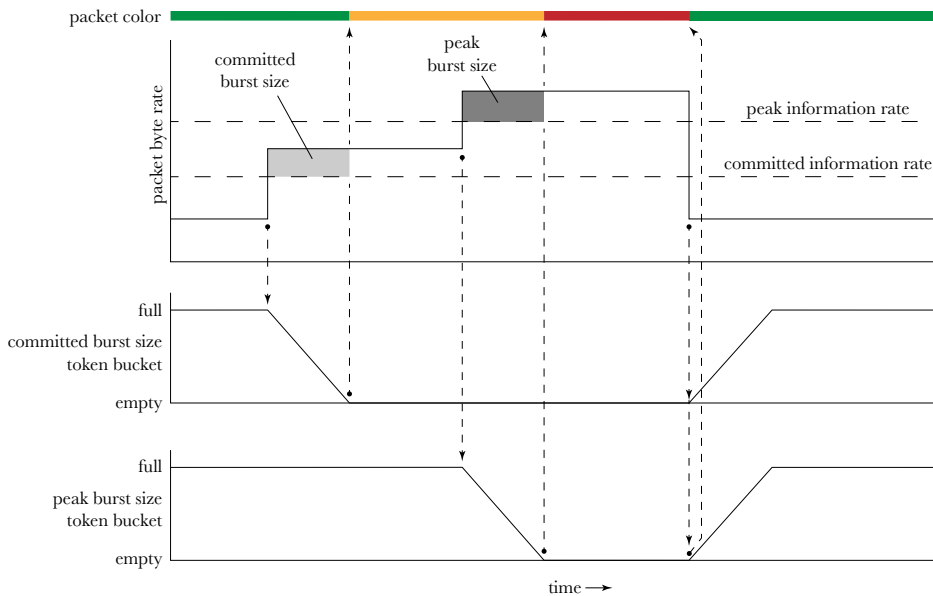 packet color
committed
burst size
peak
burst size
packet byte rate
peak information rate
committed information rate
full
committed burst size
token bucket
empty
full
peak burst size
token bucket
empty
time